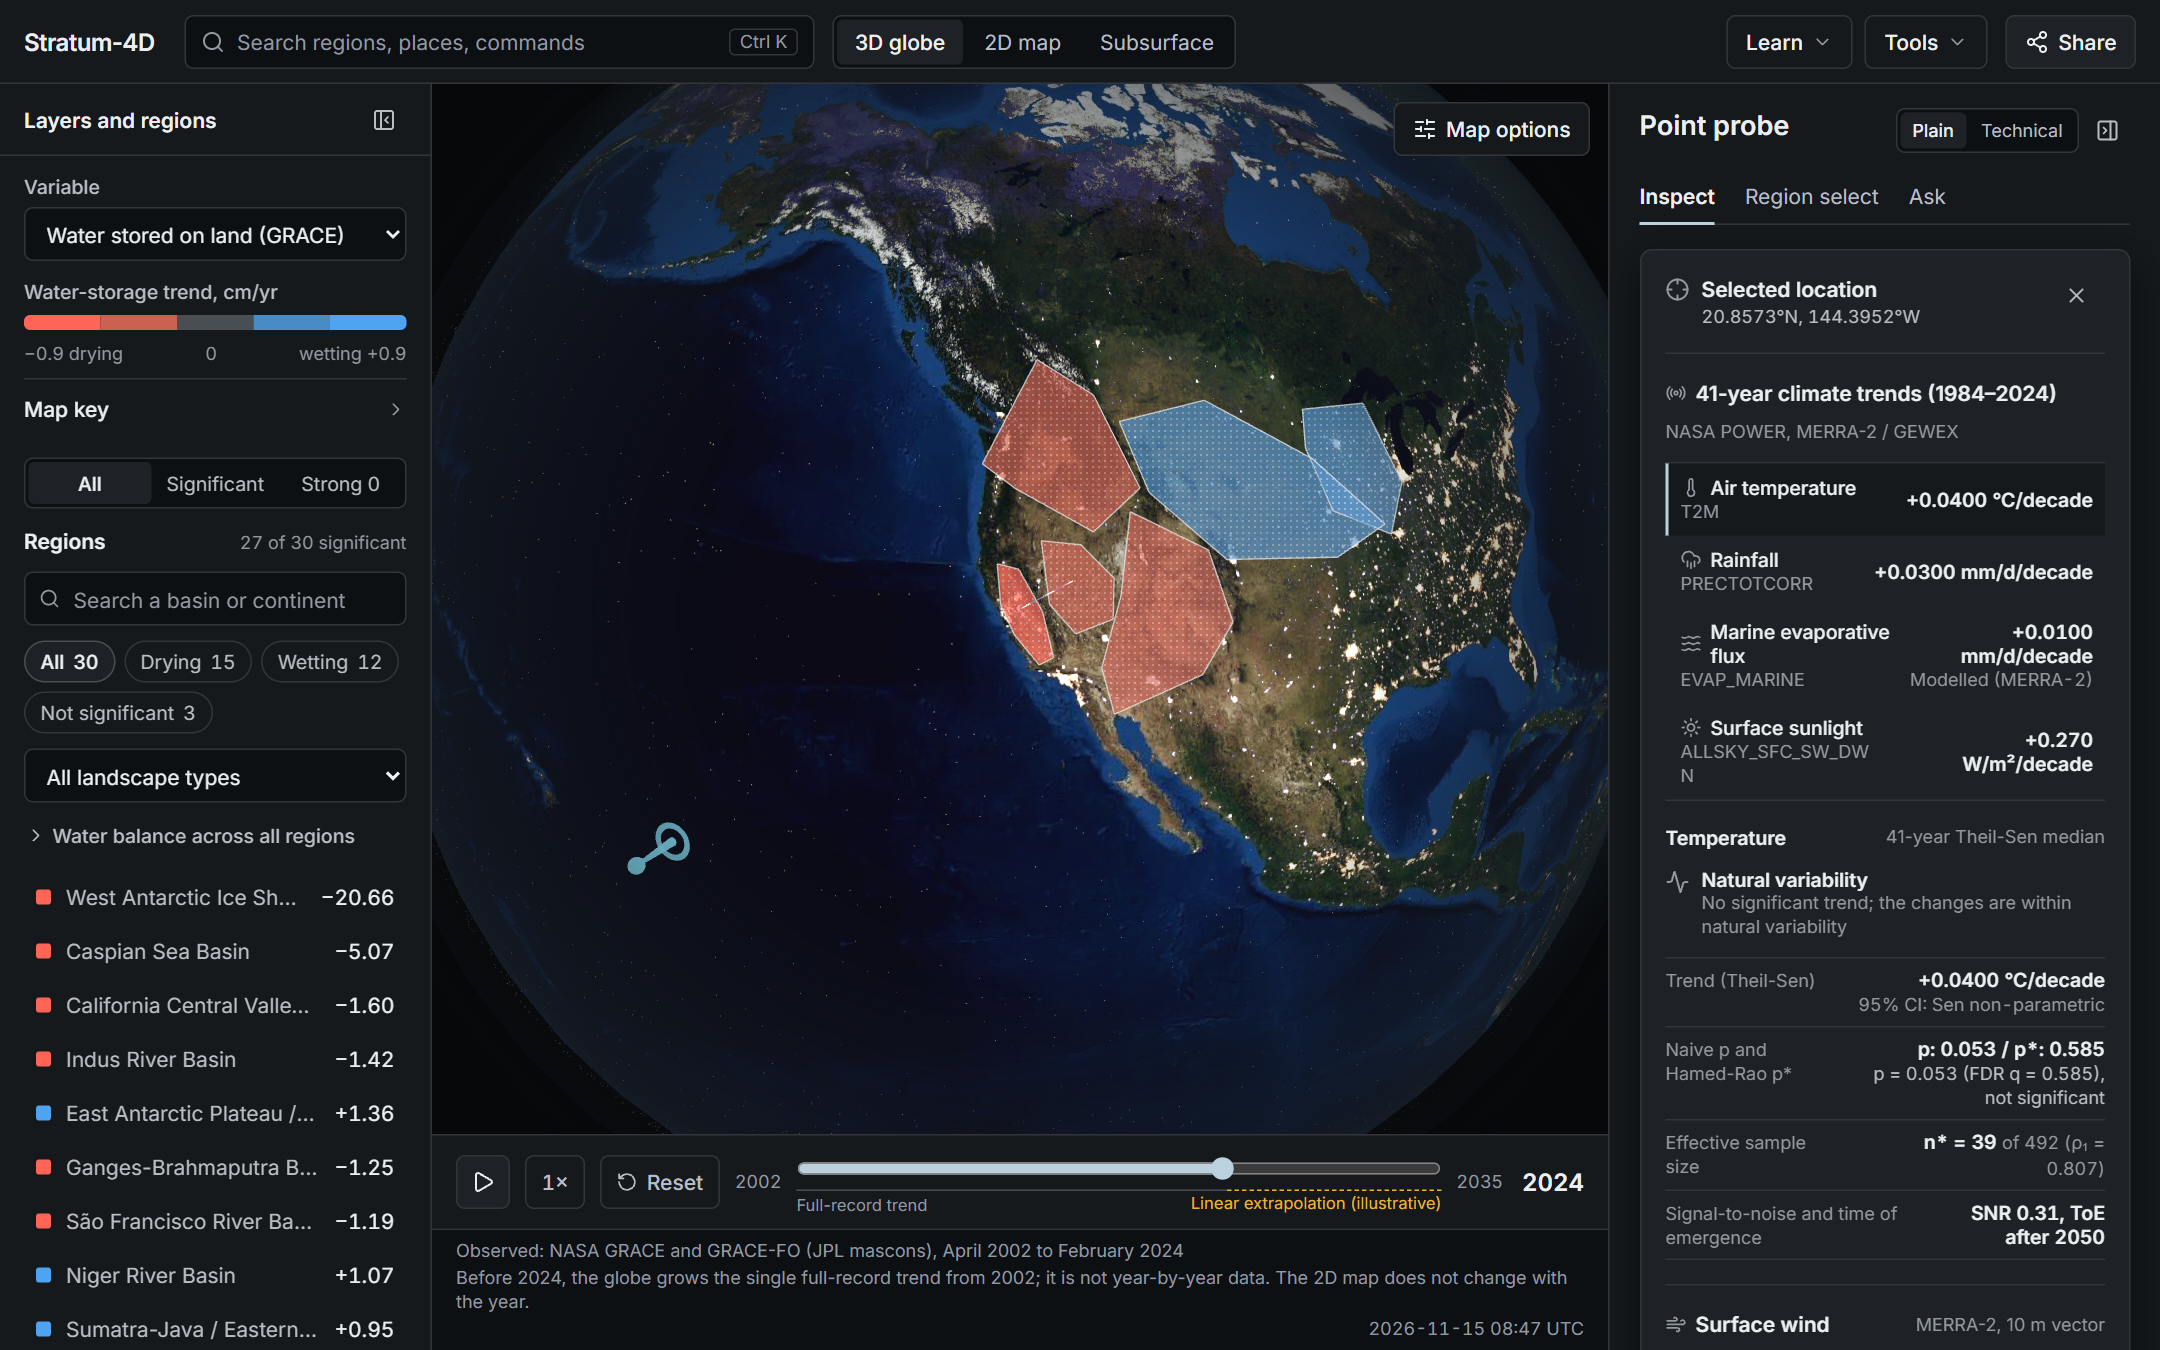 Stratum-4D
Search regions, places, commands
Ctrl K
3D globe
2D map
Subsurface
Learn
Tools
Share
Layers and regions
Variable
Water stored on land (GRACE)
Water-storage trend, cm/yr
−0.9 drying
0
wetting +0.9
Map key
All
Significant
Strong 0
Regions
27 of 30 significant
Search a basin or continent
All 30
Drying 15
Wetting 12
Not significant 3
All landscape types
Water balance across all regions
West Antarctic Ice Sh... −20.66
Caspian Sea Basin −5.07
California Central Valle... −1.60
Indus River Basin −1.42
East Antarctic Plateau /... +1.36
Ganges-Brahmaputra B... −1.25
São Francisco River Ba... −1.19
Niger River Basin +1.07
Sumatra-Java / Eastern... +0.95
Map options
1×
Reset
2002
2035
2024
Full-record trend
Linear extrapolation (illustrative)
Observed: NASA GRACE and GRACE-FO (JPL mascons), April 2002 to February 2024
Before 2024, the globe grows the single full-record trend from 2002; it is not year-by-year data. The 2D map does not change with
the year.
2026-11-15 08:47 UTC
Point probe
Plain
Technical
Inspect
Region select
Ask
Selected location
20.8573°N, 144.3952°W
41-year climate trends (1984–2024)
NASA POWER, MERRA-2 / GEWEX
Air temperature
T2M
+0.0400 °C/decade
Rainfall
PRECTOTCORR
+0.0300 mm/d/decade
Marine evaporative
flux
EVAP_MARINE
+0.0100
mm/d/decade
Modelled (MERRA-2)
Surface sunlight
ALLSKY_SFC_SW_DW
N
+0.270
W/m²/decade
Temperature
41-year Theil-Sen median
Natural variability
No significant trend; the changes are within
natural variability
Trend (Theil-Sen)
+0.0400 °C/decade
95% CI: Sen non-parametric
Naive p and
Hamed-Rao p*
p: 0.053 / p*: 0.585
p = 0.053 (FDR q = 0.585),
not significant
Effective sample
size
n* = 39 of 492 (ρ₁ =
0.807)
Signal-to-noise and time of
emergence
SNR 0.31, ToE
after 2050
Surface wind
MERRA-2, 10 m vector